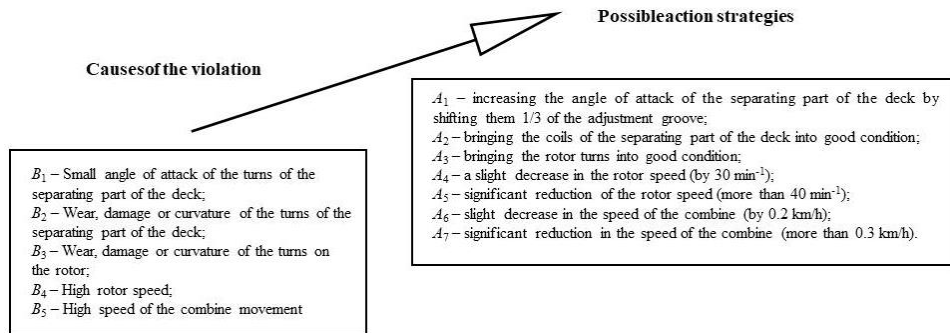 Possibleaction strategies
Causesof the violation
A1 – increasing the angle of attack of the separating part of the deck by
shifting them 1/3 of the adjustment groove;
A2 – bringing the coils of the separating part of the deck into good condition;
A3 – bringing the rotor turns into good condition;
A4 – a slight decrease in the rotor speed (by 30 min-1);
A5 – significant reduction of the rotor speed (more than 40 min-1);
A6 – slight decrease in the speed of the combine (by 0.2 km/h);
A7 – significant reduction in the speed of the combine (more than 0.3 km/h).
B1 – Small angle of attack of the turns of the
separating part of the deck;
B2 – Wear, damage or curvature of the turns of the
separating part of the deck;
B3 – Wear, damage or curvature of the turns on
the rotor;
B4 – High rotor speed;
B5 – High speed of the combine movement